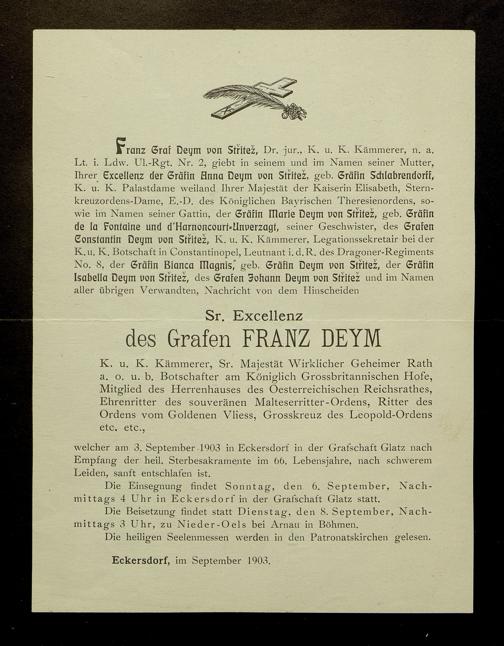 Franz Graf Deym von Střitež, Dr. jur., K. u. K. Kämmerer, n. a.
Lt. i. Ldw. Ul.-Rgt. Nr. 2, giebt in seinem und im Namen seiner Mutter,
Ihrer Excellenz der Gräfin Anna Deym von Střitež, geb. Gräfin Schlabrendorff,
K. u. K. Palastdame weiland Ihrer Majestät der Kaiserin Elisabeth, Stern-
kreuzordens-Dame, E.-D. des Königlichen Bayrischen Theresienordens, so-
wie im Namen seiner Gattin, der Gräfin Marie Deym von Střitež, geb. Gräfin
de la Fontaine und d'Harnoncourt-Unverzagt, seiner Geschwister, des Grafen
Constantin Deym von Střitež, K. u. K. Kämmerer, Legationssekretair bei der
K. u. K. Botschaft in Constantinopel, Leutnant i. d. R. des Dragoner-Regiments
No. 8, der Gräfin Bianca Magnis, geb. Gräfin Deym von Střitež, der Gräfin
Isabella Deym von Střitež, des Grafen Johann Deym von Střitež und im Namen
aller übrigen Verwandten, Nachricht von dem Hinscheiden
Sr. Excellenz
des Grafen FRANZ DEYM
K. u. K. Kämmerer, Sr. Majestät Wirklicher Geheimer Rath
a. o. u. b. Botschafter am Königlich Grossbritannischen Hofe,
Mitglied des Herrenhauses des Oesterreichischen Reichsrathes,
Ehrenritter des souveränen Malteserritter-Ordens, Ritter des
Ordens vom Goldenen Vliess, Grosskreuz des Leopold-Ordens
etc. etc.,
welcher am 3. September 1903 in Eckersdorf in der Grafschaft Glatz nach
Empfang der heil. Sterbesakramente im 66. Lebensjahre, nach schwerem
Leiden, sanft entschlafen ist.
Die Einsegnung findet Sonntag, den 6. September, Nach-
mittags 4 Uhr in Eckersdorf in der Grafschaft Glatz statt.
Die Beisetzung findet statt Dienstag, den 8. September, Nach-
mittags 3 Uhr, zu Nieder-Oels bei Arnau in Böhmen.
Die heiligen Seelenmessen werden in den Patronatskirchen gelesen.
Eckersdorf, im September 1903.